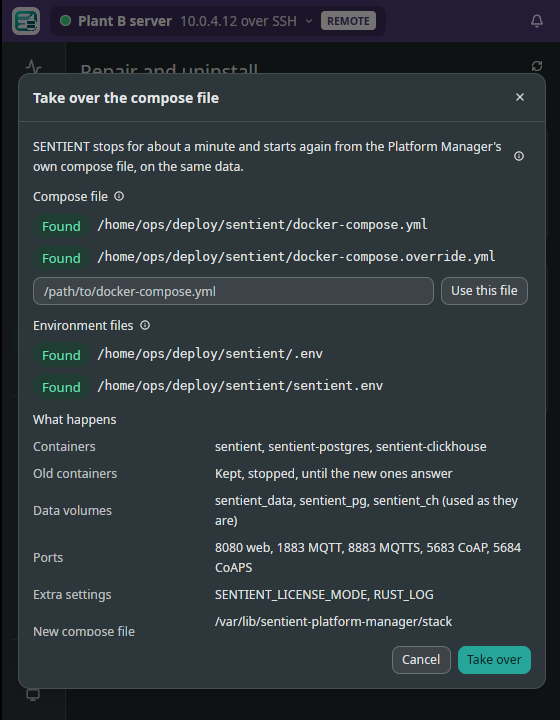 Plant B server 10.0.4.12 over SSH REMOTE
Repair and uninstall
Take over the compose file
SENTIENT stops for about a minute and starts again from the Platform Manager's
own compose file, on the same data.
Compose file
Found /home/ops/deploy/sentient/docker-compose.yml
Found /home/ops/deploy/sentient/docker-compose.override.yml
/path/to/docker-compose.yml Use this file
Environment files
Found /home/ops/deploy/sentient/.env
Found /home/ops/deploy/sentient/sentient.env
What happens
Containers sentient, sentient-postgres, sentient-clickhouse
Old containers Kept, stopped, until the new ones answer
Data volumes sentient_data, sentient_pg, sentient_ch (used as they
are)
Ports 8080 web, 1883 MQTT, 8883 MQTTS, 5683 CoAP, 5684
CoAPS
Extra settings SENTIENT_LICENSE_MODE, RUST_LOG
New compose file /var/lib/sentient-platform-manager/stack
Cancel Take over